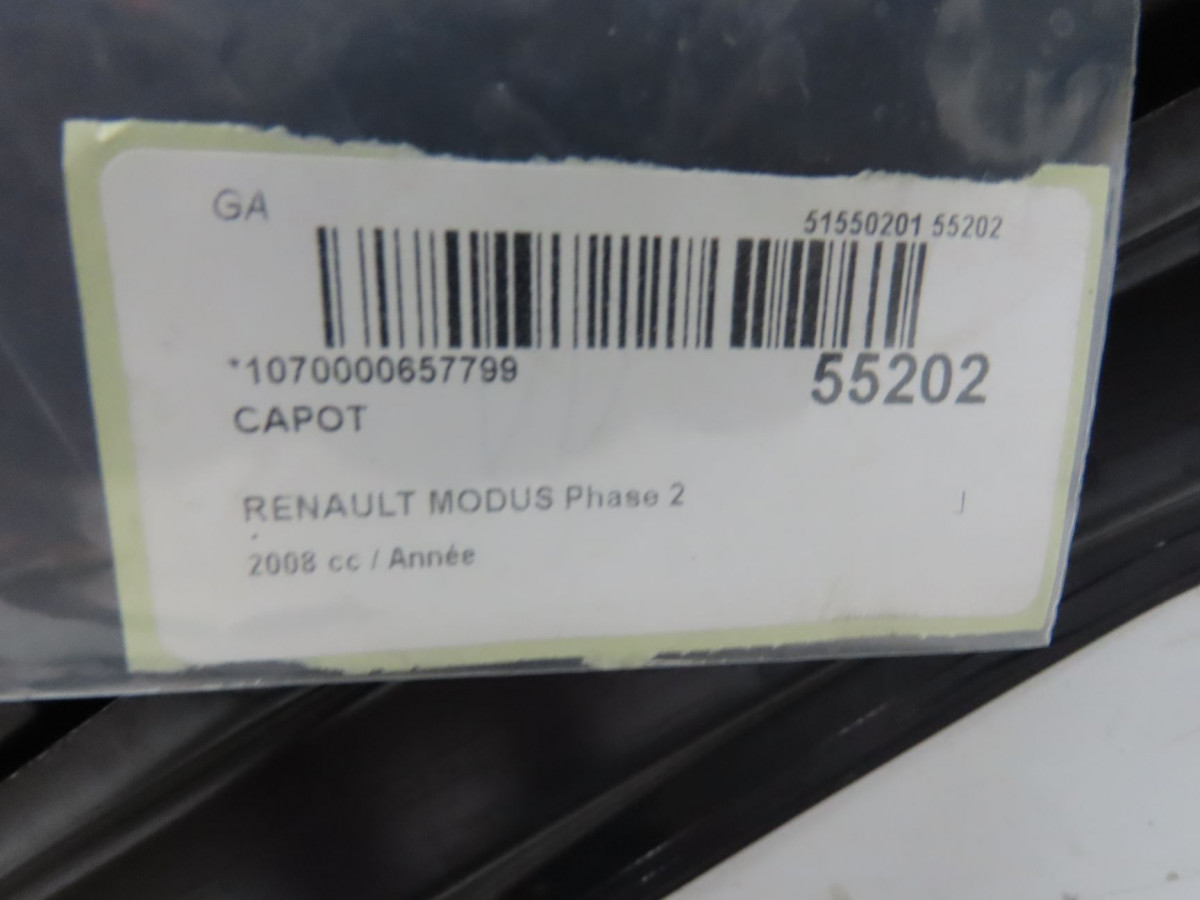 GA
51550201 55202
*1070000657799
55202
CAPOT
RENAULT MODUS Phase 2
2008 cc / Année